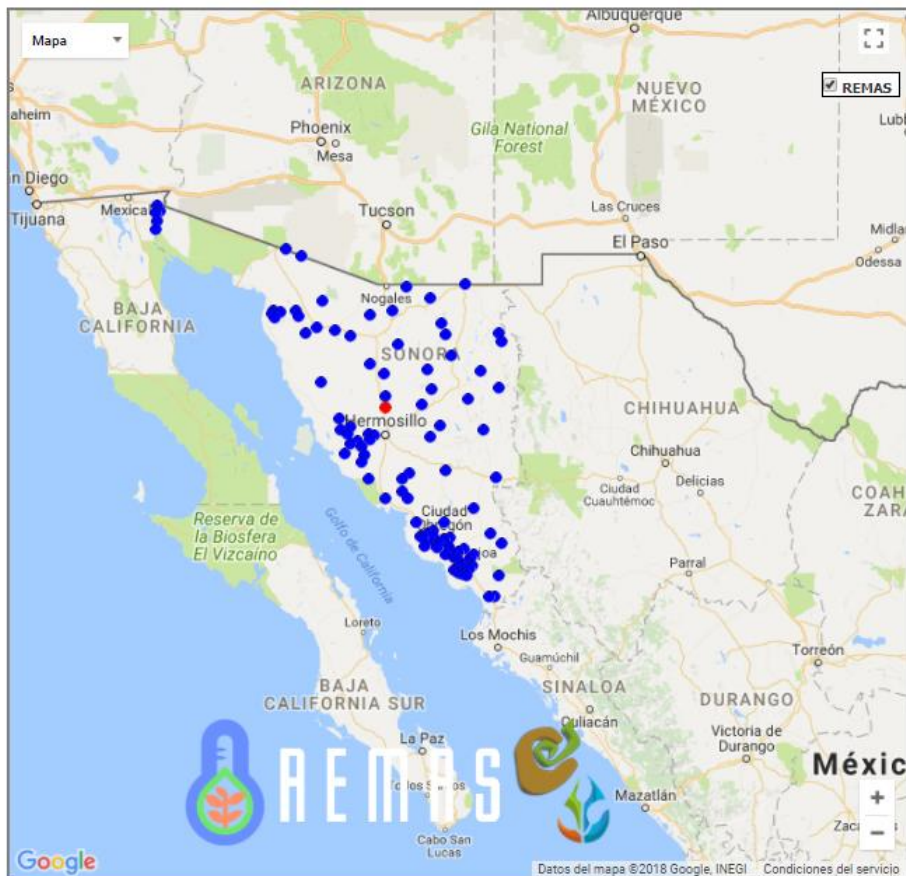 Mapa
REMAS
Albuquerque
ARIZONA
NUEVO
MÉXICO
Phoenix
Mesa
Gila National
Forest
aheim
Lubb
n Diego
Tijuana
Mexical
Tucson
Las Cruces
El Paso
Midla
Odessa
Nogales
BAJA
CALIFORNIA
SONORA
CHIHUAHUA
Hermosillo
Chihuahua
Delicias
Ciudad
Cuauhtémoc
COAH
ZARA
Ciudad
Obregón
Reserva de
la Biosfera
El Vizcaíno
Golfo de
California
Parral
Loreto
Los Mochis
Guamúchil
Torreón
BAJA
CALIFORNIA SUR
SINALOA
Culiacán
DURANGO
Victoria de
Durango
La Paz
REMAS
Todos Santos
Méxic
Mazatlán
Cabo San
Lucas
+
−
Google
Datos del mapa ©2018 Google, INEGI
Condiciones del servicio